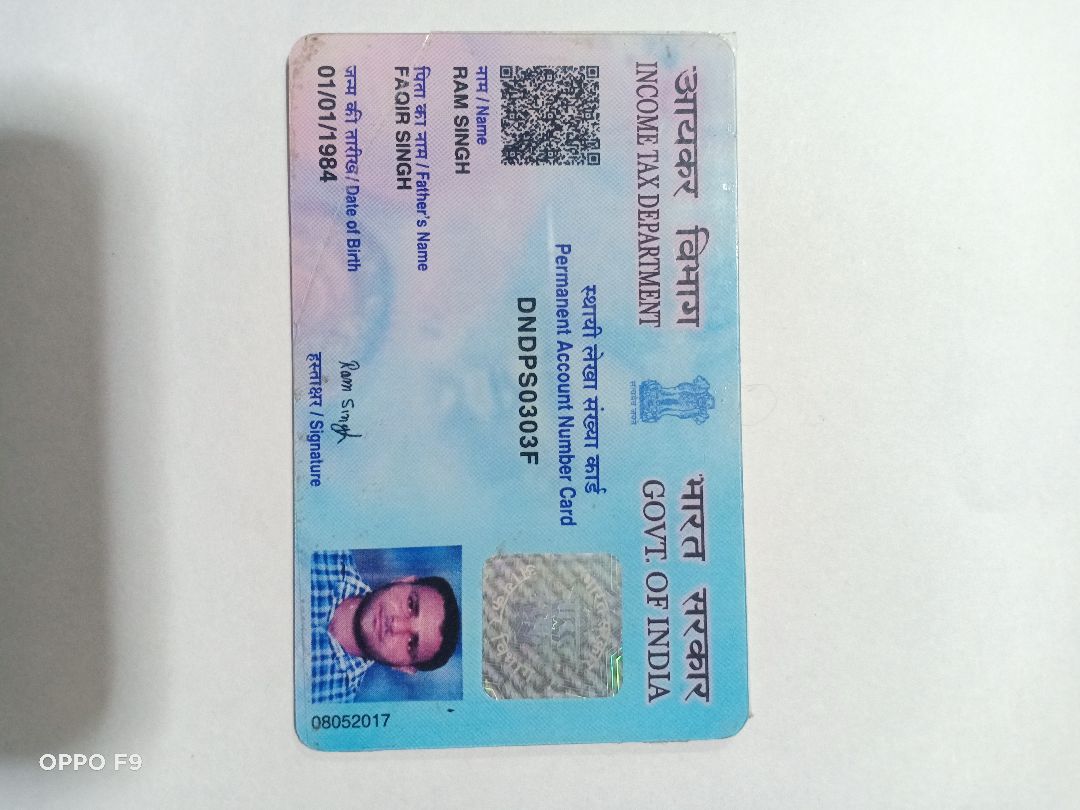 आयकर विभाग
INCOME TAX DEPARTMENT
भारत सरकार
GOVT. OF INDIA
सत्यमेव जयते
स्थायी लेखा संख्या कार्ड
Permanent Account Number Card
DNDPS0303F
नाम / Name
RAM SINGH
पिता का नाम / Father's Name
FAQIR SINGH
जन्म की तारीख / Date of Birth
01/01/1984
Ram Singh
हस्ताक्षर / Signature
08052017
OPPO F9